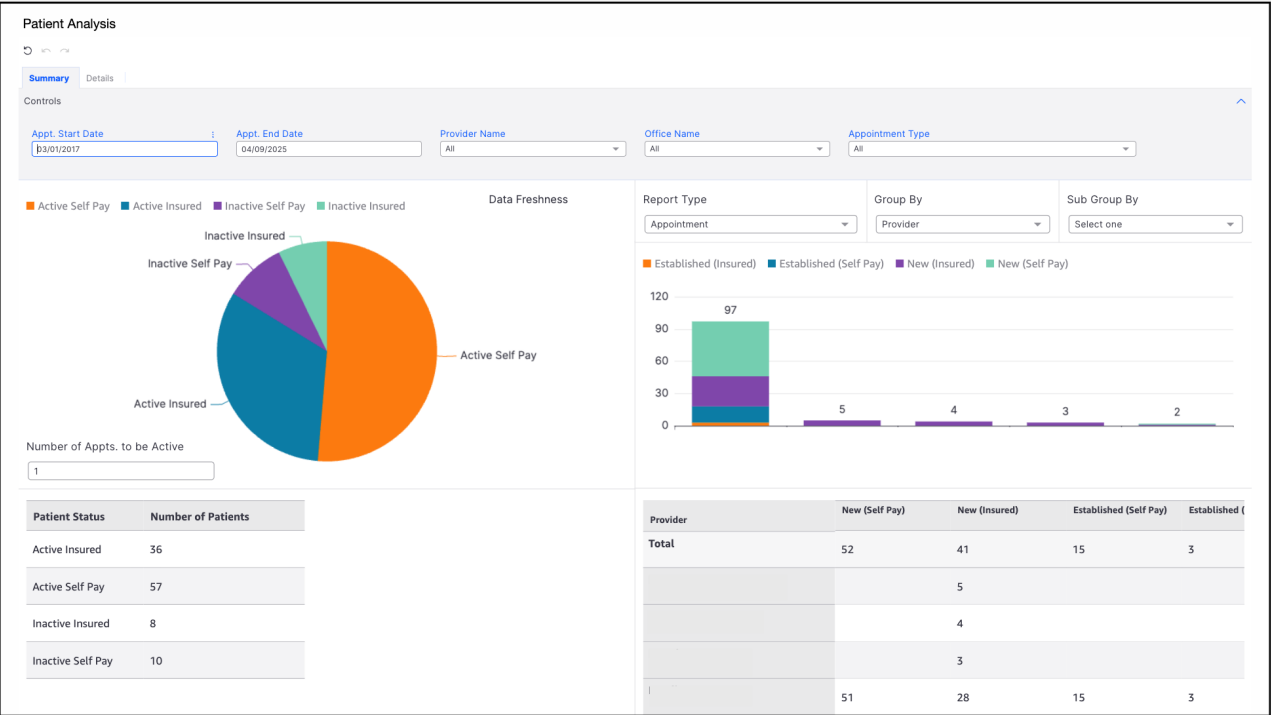 Patient Analysis
Summary Details
Controls
Appt. Start Date Appt. End Date Provider Name Office Name Appointment Type
03/01/2017 04/09/2025 All All All
Active Self Pay Active Insured Inactive Self Pay Inactive Insured
Data Freshness
Inactive Insured
Inactive Self Pay
Active Self Pay
Active Insured
Number of Appts. to be Active
1
Report Type Group By Sub Group By
Appointment Provider Select one
Established (Insured) Established (Self Pay) New (Insured) New (Self Pay)
120
90
60
30
0
97 5 4 3 2
Patient Status Number of Patients
Active Insured 36
Active Self Pay 57
Inactive Insured 8
Inactive Self Pay 10
Provider New (Self Pay) New (Insured) Established (Self Pay) Established (
Total 52 41 15 3
5
4
3
51 28 15 3